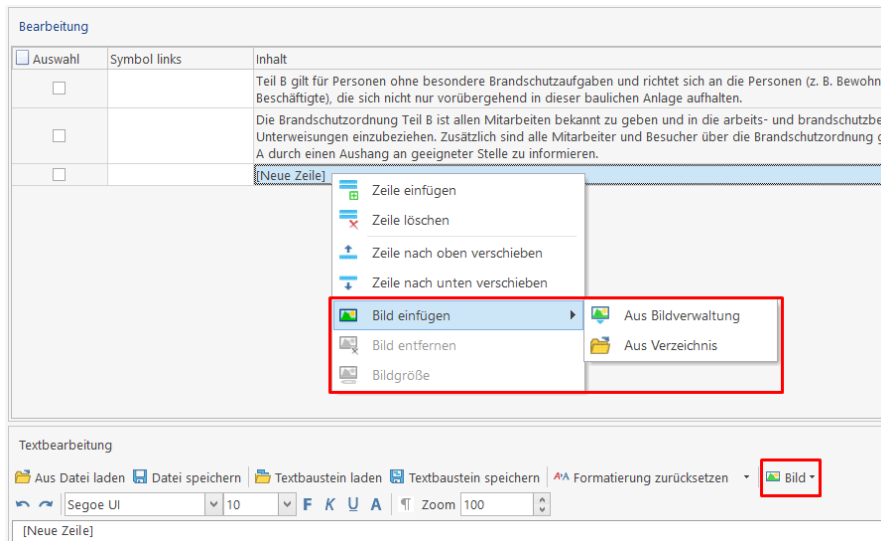 Bearbeitung
Auswahl Symbol links Inhalt
Teil B gilt für Personen ohne besondere Brandschutzaufgaben und richtet sich an die Personen (z. B. Bewohn
Beschäftigte), die sich nicht nur vorübergehend in dieser baulichen Anlage aufhalten.
Die Brandschutzordnung Teil B ist allen Mitarbeiten bekannt zu geben und in die arbeits- und brandschutzbe
Unterweisungen einzubeziehen. Zusätzlich sind alle Mitarbeiter und Besucher über die Brandschutzordnung g
A durch einen Aushang an geeigneter Stelle zu informieren.
[Neue Zeile]
Zeile einfügen
Zeile löschen
Zeile nach oben verschieben
Zeile nach unten verschieben
Bild einfügen
Aus Bildverwaltung
Bild entfernen
Aus Verzeichnis
Bildgröße
Textbearbeitung
Aus Datei laden Datei speichern Textbaustein laden Textbaustein speichern Formatierung zurücksetzen Bild
Segoe UI 10 F K U A ¶ Zoom 100
[Neue Zeile]